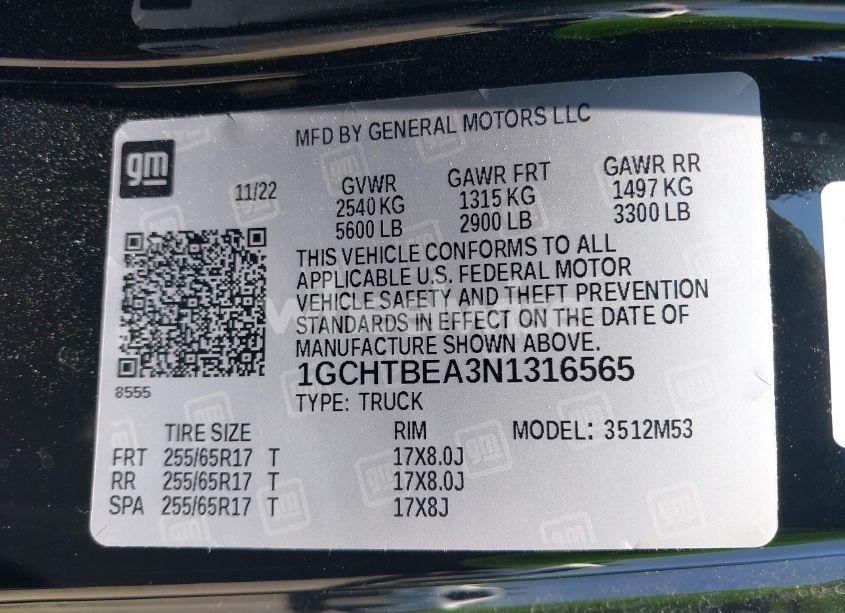 MFD BY GENERAL MOTORS LLC
gm
11/22
GVWR GAWR FRT GAWR RR
2540 KG 1315 KG 1497 KG
5600 LB 2900 LB 3300 LB
THIS VEHICLE CONFORMS TO ALL
APPLICABLE U.S. FEDERAL MOTOR
VEHICLE SAFETY AND THEFT PREVENTION
STANDARDS IN EFFECT ON THE DATE OF
MANUFACTURE SHOWN ABOVE.
1GCHTBEA3N1316565
8555
TYPE: TRUCK
TIRE SIZE RIM MODEL: 3512M53
FRT 255/65R17 T 17X8.0J
RR 255/65R17 T 17X8.0J
SPA 255/65R17 T 17X8J